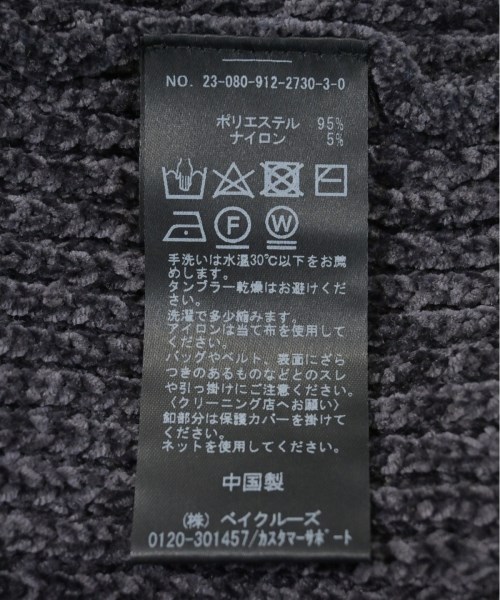 NO. 23-080-912-2730-3-0
ポリエステル 95%
ナイロン 5%
F W
手洗いは水温30℃以下をお薦
めします。
タンブラー乾燥はお避けくだ
さい。
洗濯で多少縮みます。
アイロンは当て布を使用して
ください。
バッグやベルト、表面にざら
つきのあるものなどとのスレ
や引っ掛けにご注意ください。
〈クリーニング店へお願い〉
釦部分は保護カバーを掛けて
ください。
ネットを使用してください。
中国製
(株) ベイクルーズ
0120-301457/カスタマーサポート